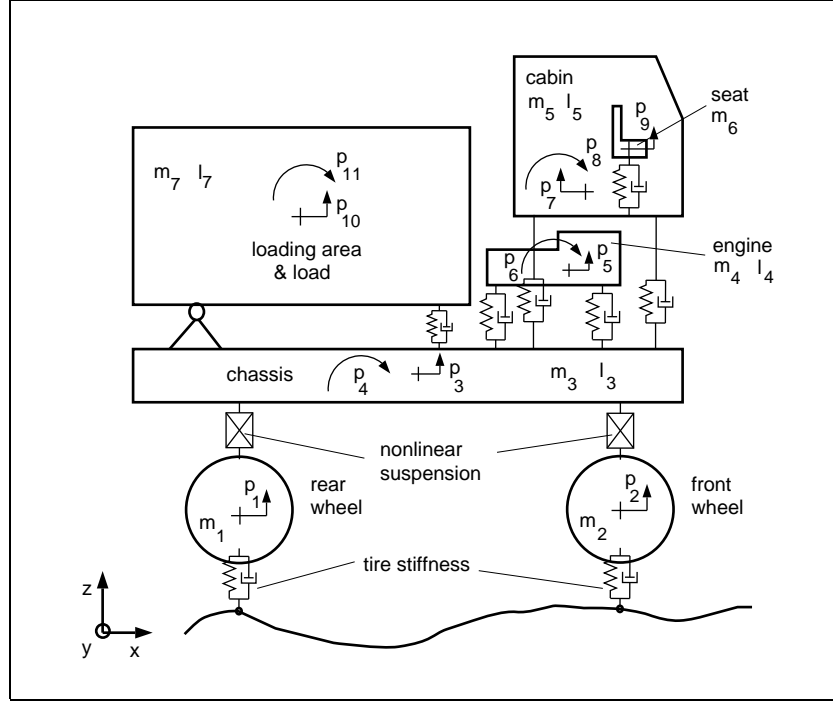 cabin
m5 I5
seat
m6
p9
p8
p7
m7 I7
p11
p10
loading area
& load
engine
m4 I4
p6
p5
chassis
p4
p3
m3 I3
nonlinear
suspension
rear
wheel
p1
m1
front
wheel
p2
m2
tire stiffness
z
y
x